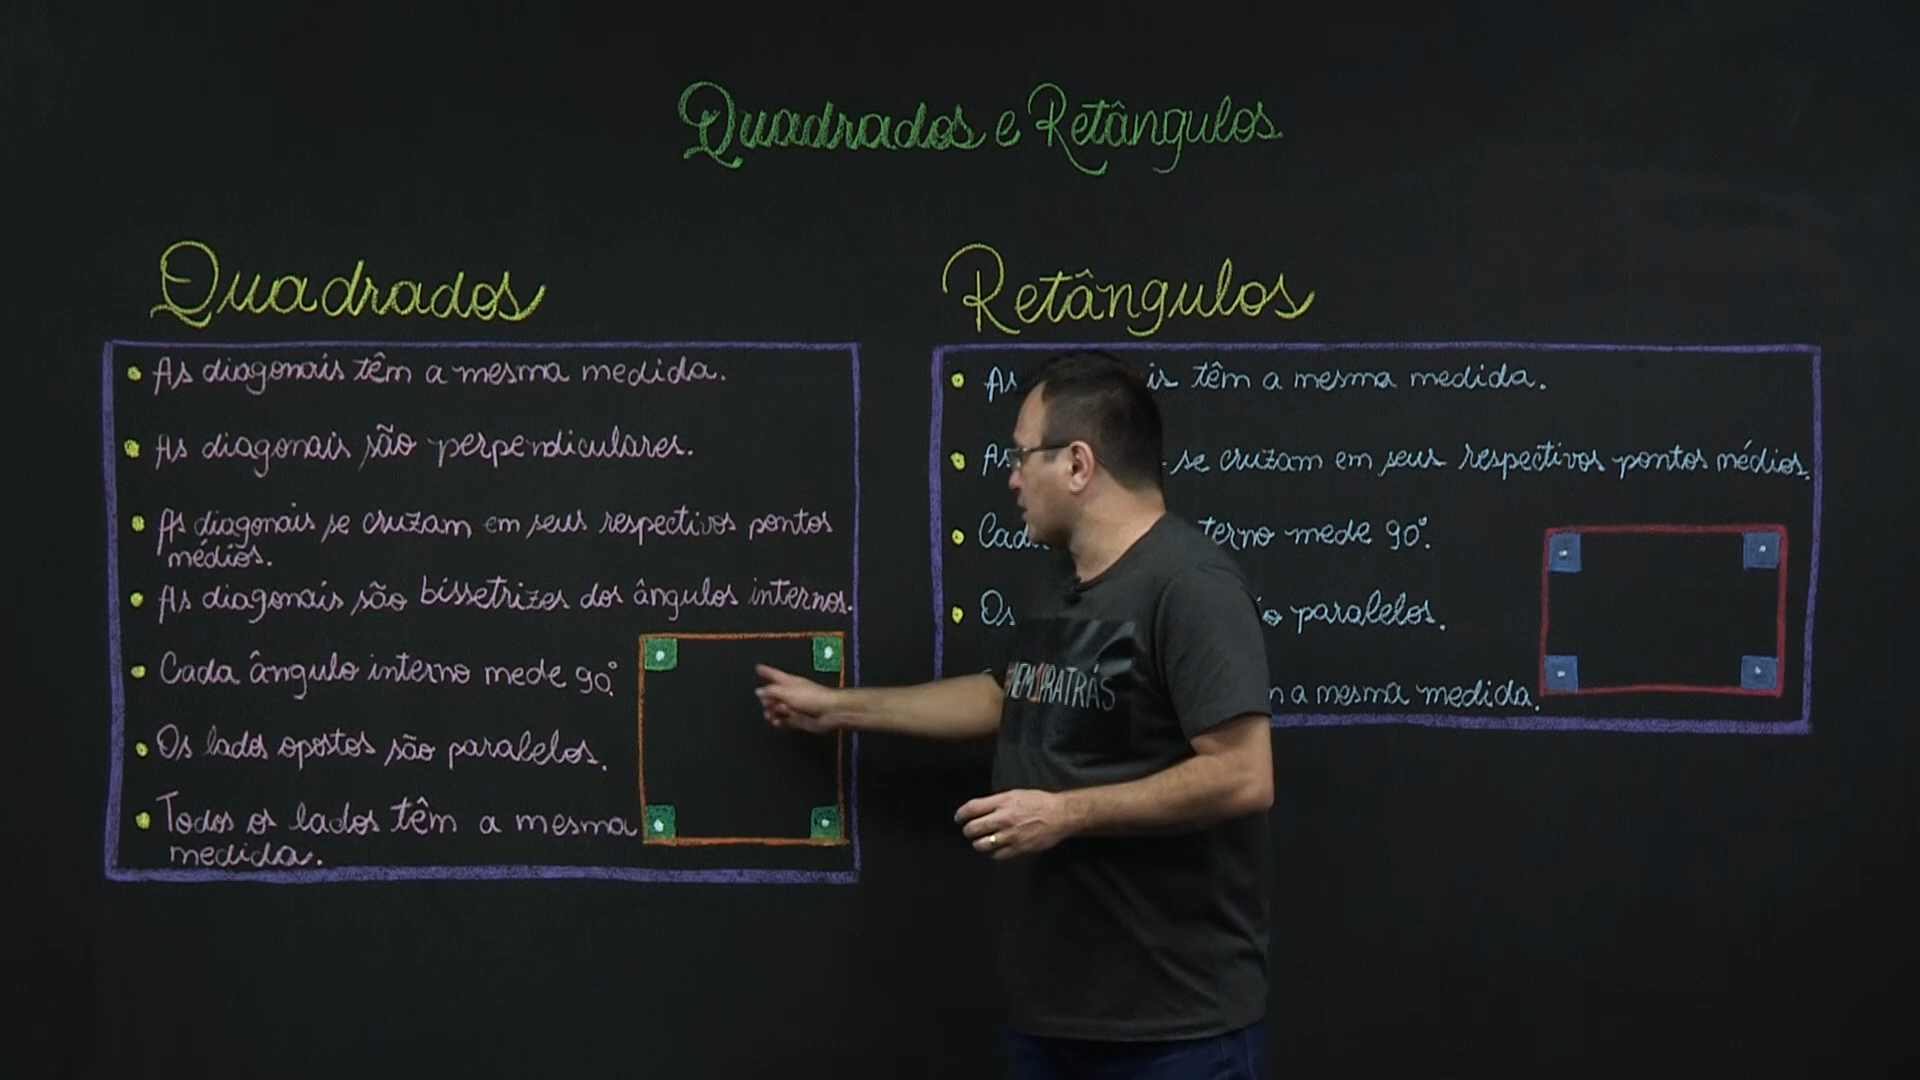 Quadrados e Retângulos.
Quadrados
As diagonais têm a mesma medida.
As diagonais são perpendiculares.
As diagonais se cruzam em seus respectivos pontos
médios.
As diagonais são bissetrizes dos ângulos internos.
Cada ângulo interno mede 90°.
Os lados opostos são paralelos.
Todos os lados têm a mesma
medida.
Retângulos
As têm a mesma medida.
As se cruzam em seus respectivos pontos médios.
mede 90°.
Os paralelos.
a mesma medida.